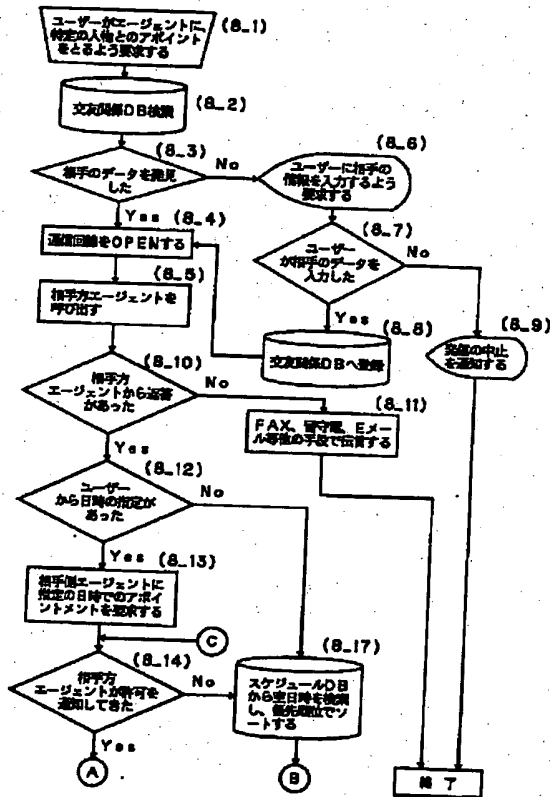 ユーザーがエージェントに、
特定の人物とのアポイント
をとるよう要求する
(8_1)
交友関係DB検索
(8_2)
相手のデータを発見
した
(8_3)
No
Yes
ユーザーに相手の
情報を入力するよう
要求する
(8_6)
通信回線をOPENする
(8_4)
ユーザー
が相手のデータを
入力した
(8_7)
No
Yes
相手方エージェントを
呼び出す
(8_5)
交友関係DBへ登録
(8_8)
発信の中止
を通知する
(8_9)
相手方
エージェントから返答
があった
(8_10)
No
Yes
FAX、留守電、Eメー
ル等他の手段で伝言する
(8_11)
ユーザー
から日時の指定が
あった
(8_12)
No
Yes
相手側エージェントに
指定の日時でのアポイ
ントメントを要求する
(8_13)
C
相手方
エージェントが許可を
通知してきた
(8_14)
No
Yes
スケジュールDB
から空日時を検索
し、優先順位でソ
ートする
(8_17)
A
B
終了